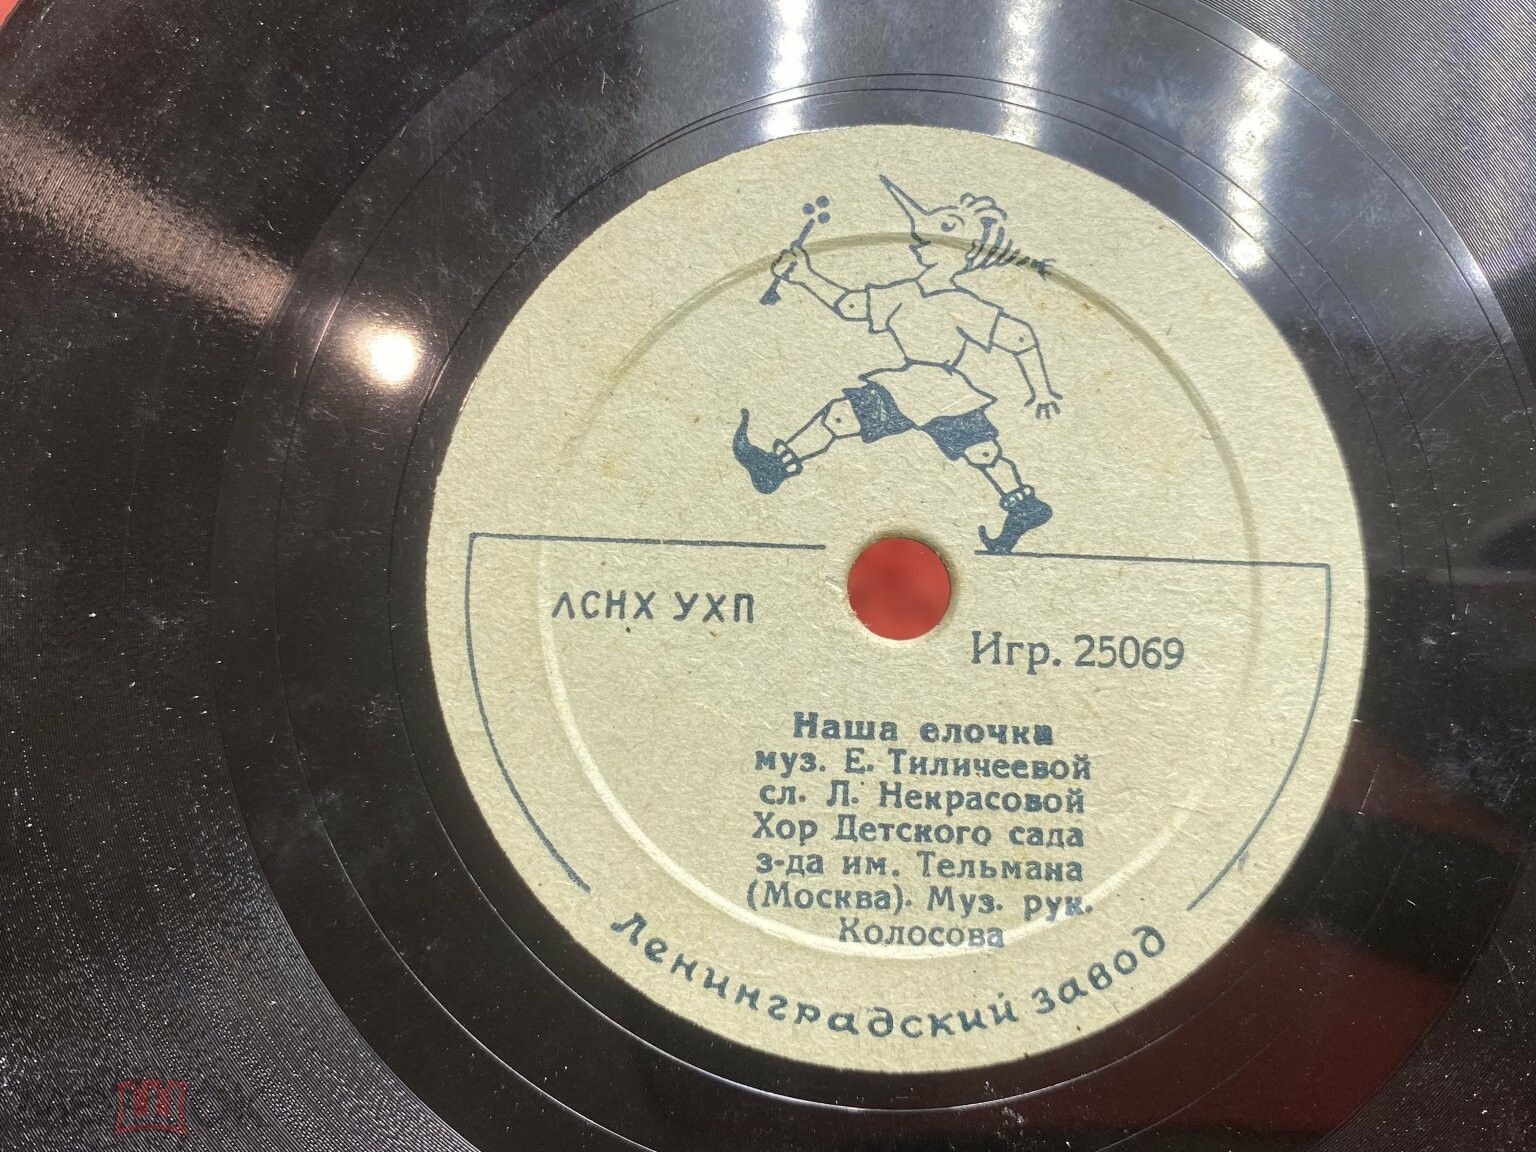 ЛСНХ УХП
Игр. 25069
Наша елочка
муз. Е. Тиличеевой
сл. Л. Некрасовой
Хор Детского сада
з-да им. Тельмана
(Москва). Муз. рук.
Колосова
Ленинградский завод